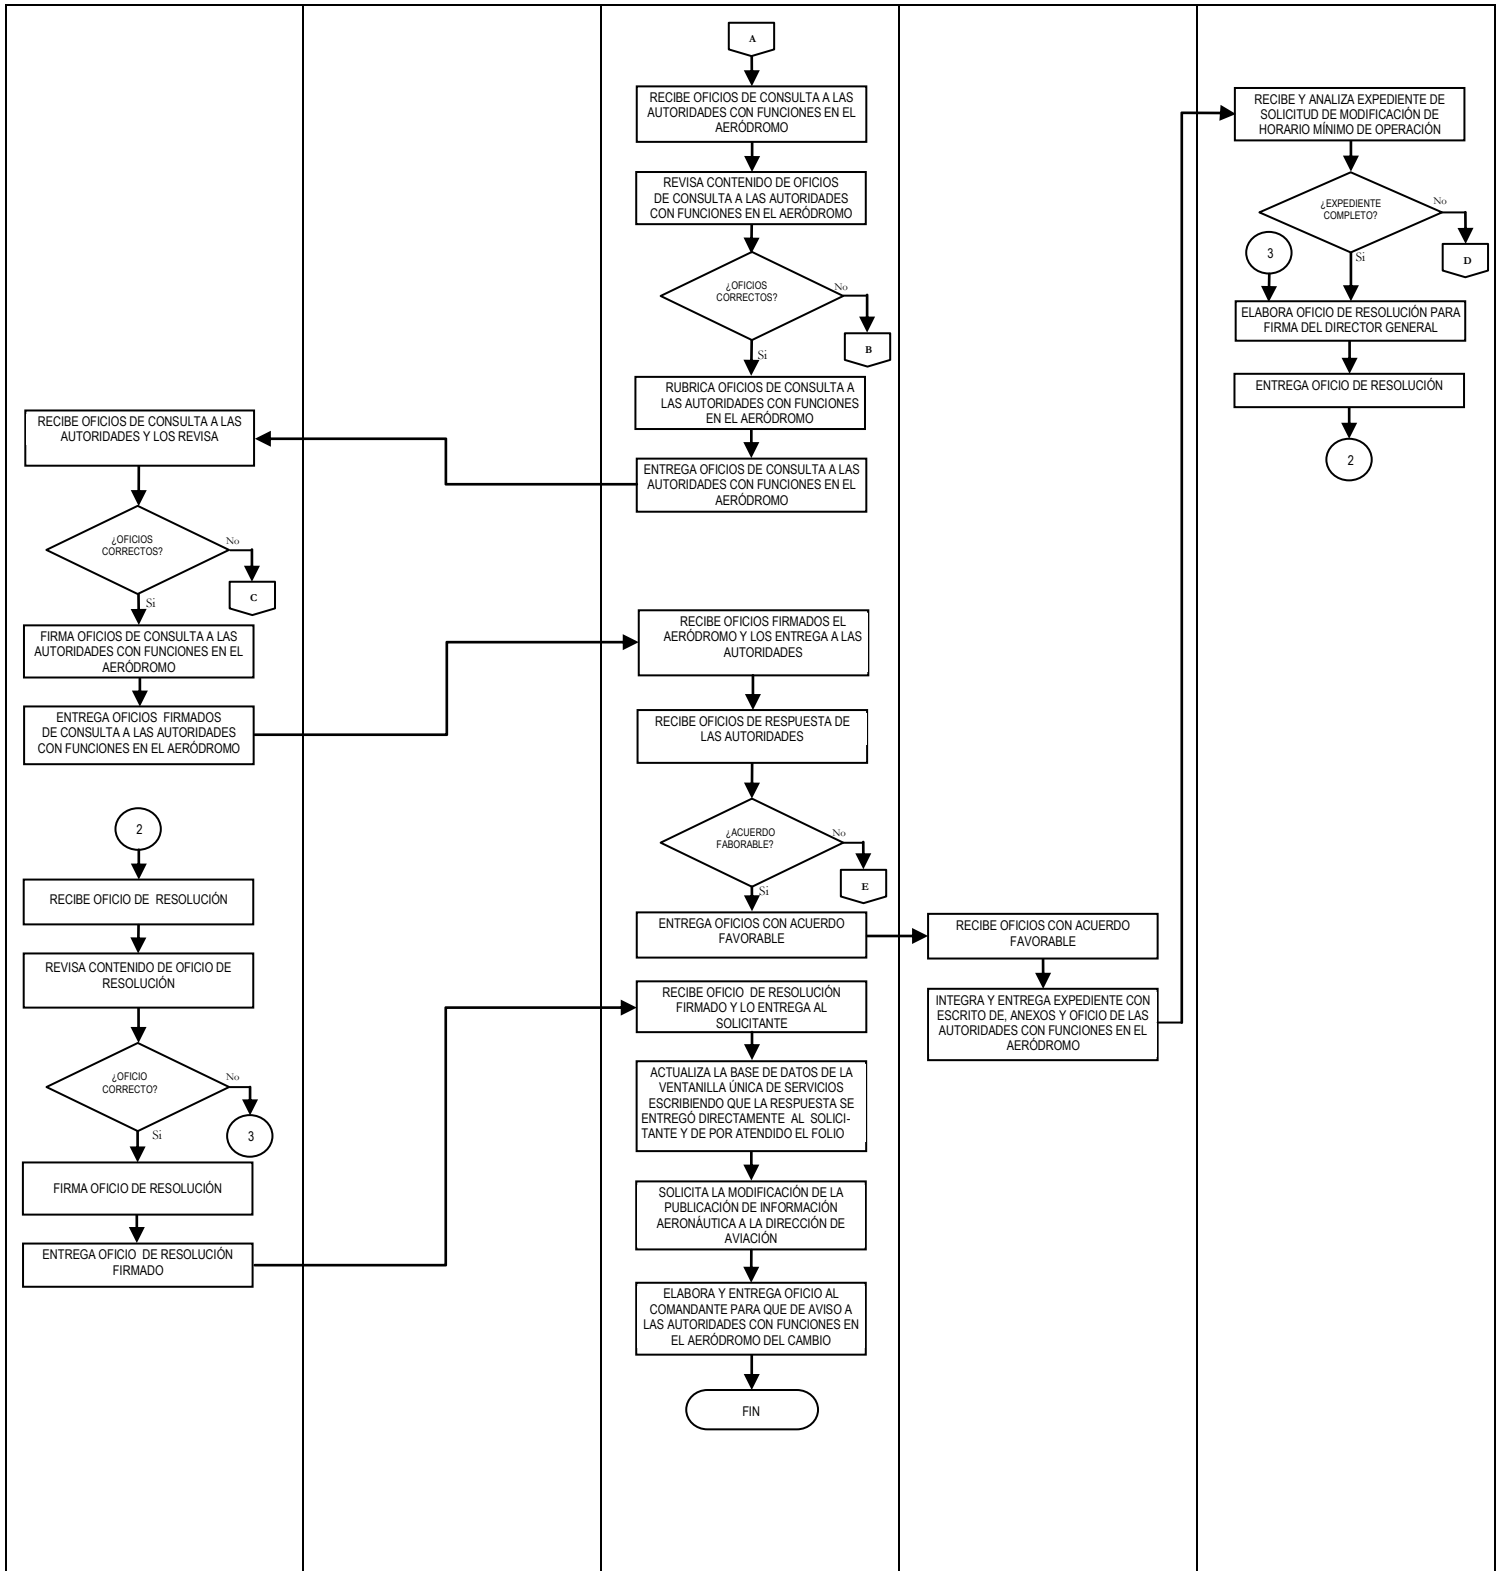 A
RECIBE OFICIOS DE CONSULTA A LAS
AUTORIDADES CON FUNCIONES EN EL
AERÓDROMO
REVISA CONTENIDO DE OFICIOS
DE CONSULTA A LAS AUTORIDADES
CON FUNCIONES EN EL AERÓDROMO
¿OFICIOS
CORRECTOS?
No
B
Si
RUBRICA OFICIOS DE CONSULTA A
LAS AUTORIDADES CON FUNCIONES
EN EL AERÓDROMO
ENTREGA OFICIOS DE CONSULTA A LAS
AUTORIDADES CON FUNCIONES EN EL
AERÓDROMO
RECIBE OFICIOS DE CONSULTA A LAS
AUTORIDADES Y LOS REVISA
¿OFICIOS
CORRECTOS?
No
C
Si
FIRMA OFICIOS DE CONSULTA A LAS
AUTORIDADES CON FUNCIONES EN EL
AERÓDROMO
ENTREGA OFICIOS FIRMADOS
DE CONSULTA A LAS AUTORIDADES
CON FUNCIONES EN EL AERÓDROMO
RECIBE OFICIOS FIRMADOS EL
AERÓDROMO Y LOS ENTREGA A LAS
AUTORIDADES
RECIBE OFICIOS DE RESPUESTA DE
LAS AUTORIDADES
¿ACUERDO
FABORABLE?
No
E
Si
ENTREGA OFICIOS CON ACUERDO
FAVORABLE
RECIBE OFICIOS CON ACUERDO
FAVORABLE
INTEGRA Y ENTREGA EXPEDIENTE CON
ESCRITO DE, ANEXOS Y OFICIO DE LAS
AUTORIDADES CON FUNCIONES EN EL
AERÓDROMO
RECIBE Y ANALIZA EXPEDIENTE DE
SOLICITUD DE MODIFICACIÓN DE
HORARIO MÍNIMO DE OPERACIÓN
¿EXPEDIENTE
COMPLETO?
No
D
Si
3
ELABORA OFICIO DE RESOLUCIÓN PARA
FIRMA DEL DIRECTOR GENERAL
ENTREGA OFICIO DE RESOLUCIÓN
2
2
RECIBE OFICIO DE RESOLUCIÓN
REVISA CONTENIDO DE OFICIO DE
RESOLUCIÓN
¿OFICIO
CORRECTO?
No
3
Si
FIRMA OFICIO DE RESOLUCIÓN
ENTREGA OFICIO DE RESOLUCIÓN
FIRMADO
RECIBE OFICIO DE RESOLUCIÓN
FIRMADO Y LO ENTREGA AL
SOLICITANTE
ACTUALIZA LA BASE DE DATOS DE LA
VENTANILLA ÚNICA DE SERVICIOS
ESCRIBIENDO QUE LA RESPUESTA SE
ENTREGÓ DIRECTAMENTE AL SOLICI-
TANTE Y DE POR ATENDIDO EL FOLIO
SOLICITA LA MODIFICACIÓN DE LA
PUBLICACIÓN DE INFORMACIÓN
AERONÁUTICA A LA DIRECCIÓN DE
AVIACIÓN
ELABORA Y ENTREGA OFICIO AL
COMANDANTE PARA QUE DE AVISO A
LAS AUTORIDADES CON FUNCIONES EN
EL AERÓDROMO DEL CAMBIO
FIN